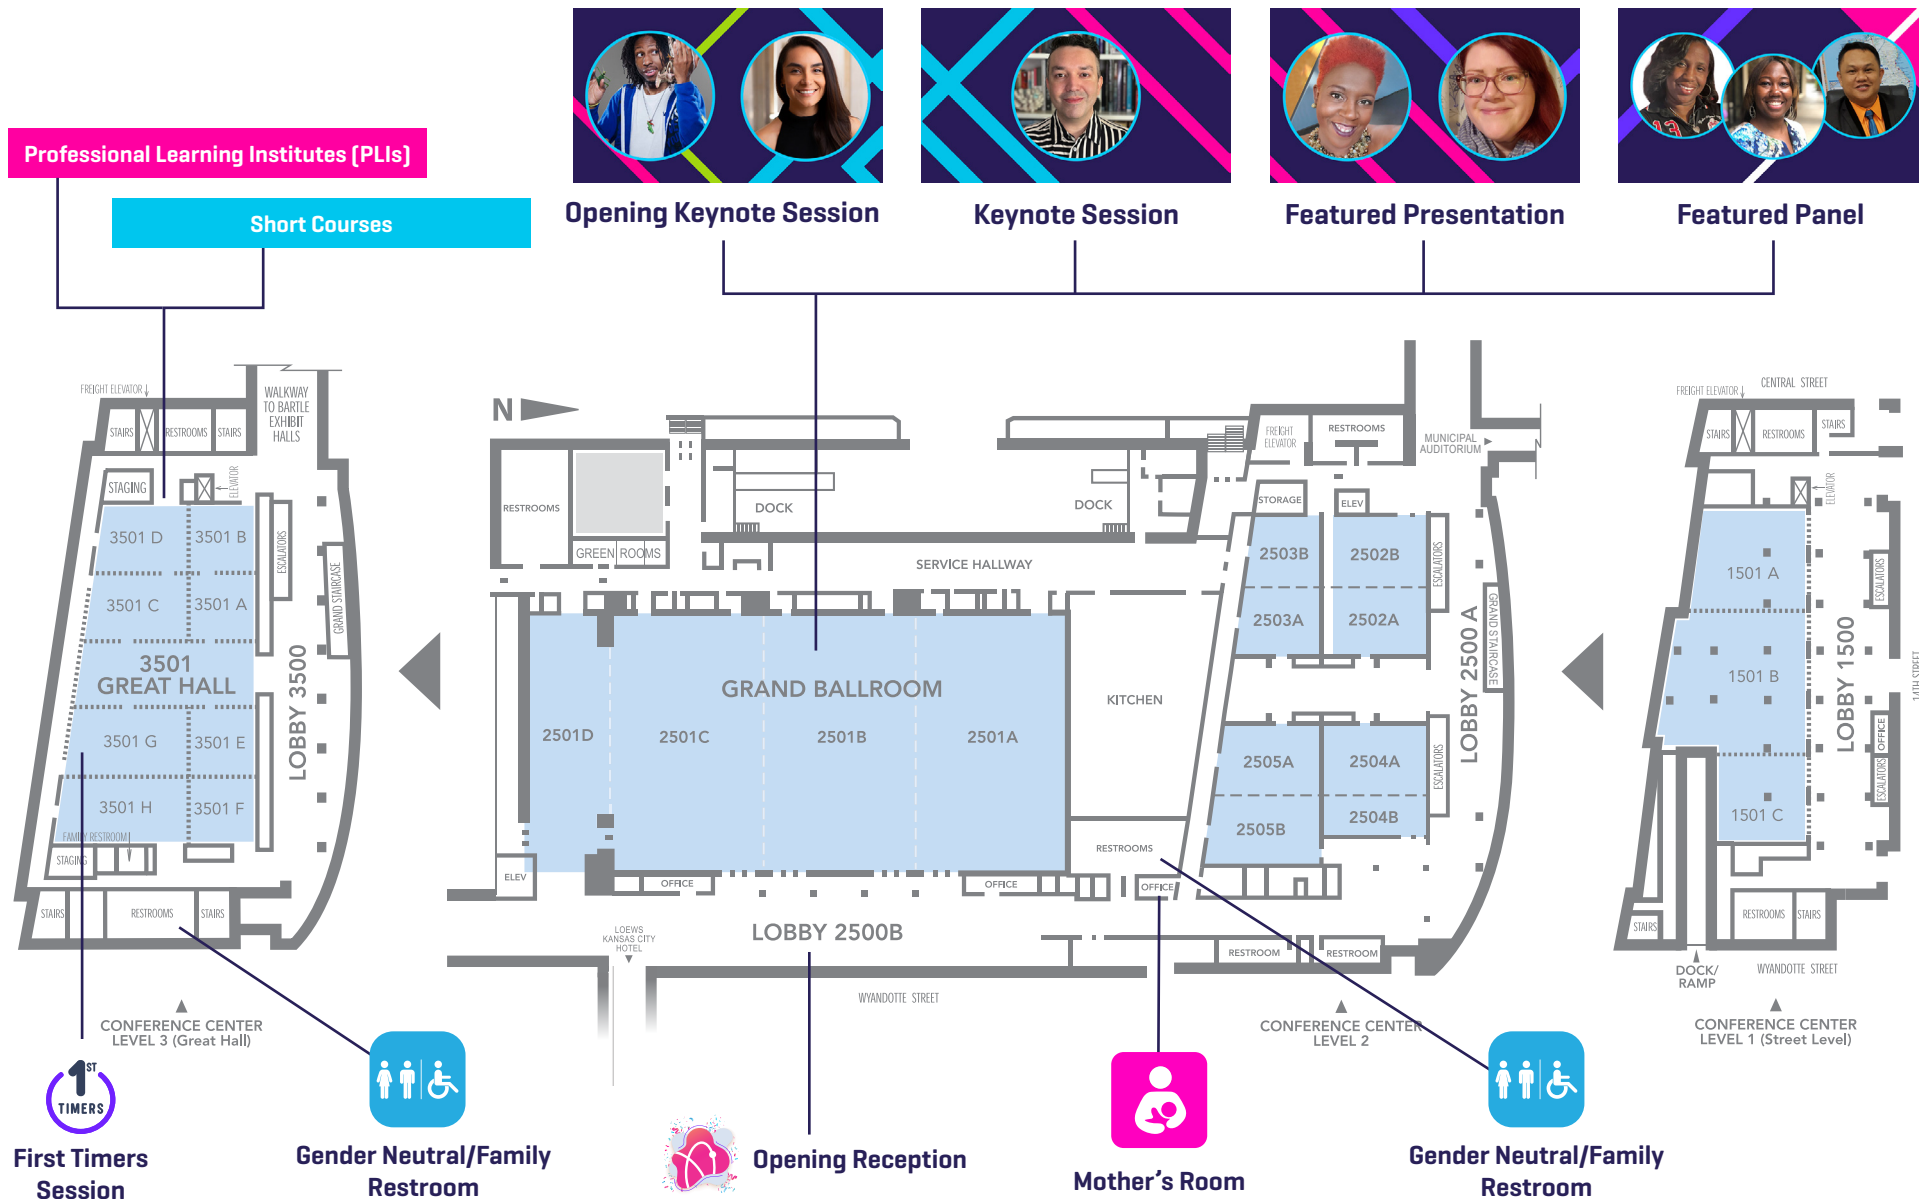 Professional Learning Institutes (PLIs)
Short Courses
Opening Keynote Session
Keynote Session
Featured Presentation
Featured Panel
13
FREIGHT ELEVATOR
STAIRS
RESTROOMS
STAIRS
WALKWAY
TO BARTLE
EXHIBIT
HALLS
STAGING
ELEVATOR
3501 D
3501 B
3501 C
3501 A
3501
GREAT HALL
3501 G
3501 E
3501 H
3501 F
ESCALATORS
GRAND STAIRCASE
LOBBY 3500
FAMILY RESTROOM
STAGING
STAIRS
RESTROOMS
STAIRS
CONFERENCE CENTER
LEVEL 3 (Great Hall)
N
RESTROOMS
GREEN ROOMS
DOCK
DOCK
SERVICE HALLWAY
GRAND BALLROOM
2501D
2501C
2501B
2501A
KITCHEN
RESTROOMS
ELEV
OFFICE
OFFICE
OFFICE
LOBBY 2500B
LOEWS
KANSAS CITY
HOTEL
WYANDOTTE STREET
FREIGHT
ELEVATOR
RESTROOMS
MUNICIPAL
AUDITORIUM
STORAGE
ELEV
2503B
2502B
2503A
2502A
ESCALATORS
GRAND STAIRCASE
LOBBY 2500 A
2505A
2504A
2505B
2504B
ESCALATORS
RESTROOM
RESTROOM
CONFERENCE CENTER
LEVEL 2
FREIGHT ELEVATOR
CENTRAL STREET
STAIRS
RESTROOMS
STAIRS
ELEVATOR
1501 A
1501 B
1501 C
ESCALATORS
LOBBY 1500
14TH STREET
OFFICE
ESCALATORS
STAIRS
RESTROOMS
STAIRS
DOCK/
RAMP
WYANDOTTE STREET
CONFERENCE CENTER
LEVEL 1 (Street Level)
1ST
TIMERS
First Timers
Session
Gender Neutral/Family
Restroom
Opening Reception
Mother's Room
Gender Neutral/Family
Restroom